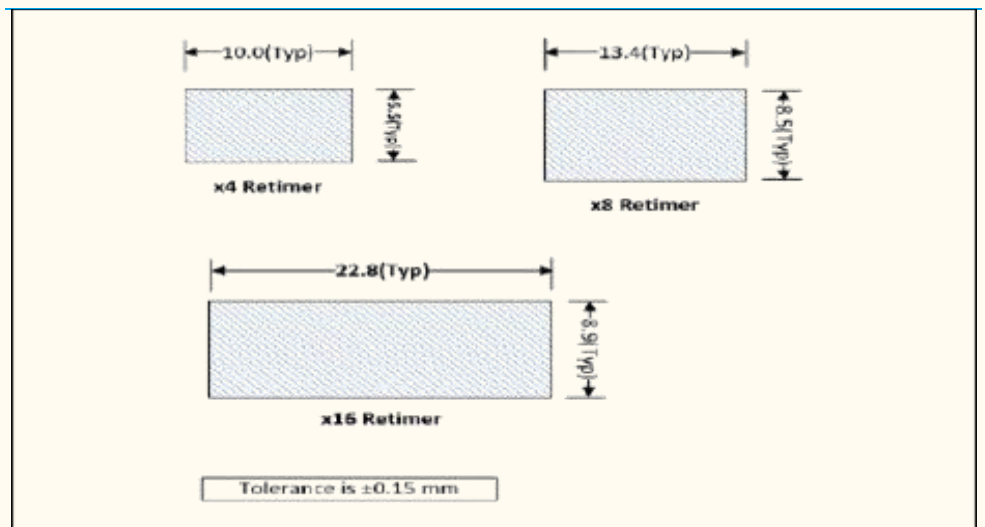 10.0(Typ)
13.4(Typ)
8.5(Typ)
x4 Retimer
x8 Retimer
22.8(Typ)
8.9(Typ)
x16 Retimer
Tolerance is ±0.15 mm